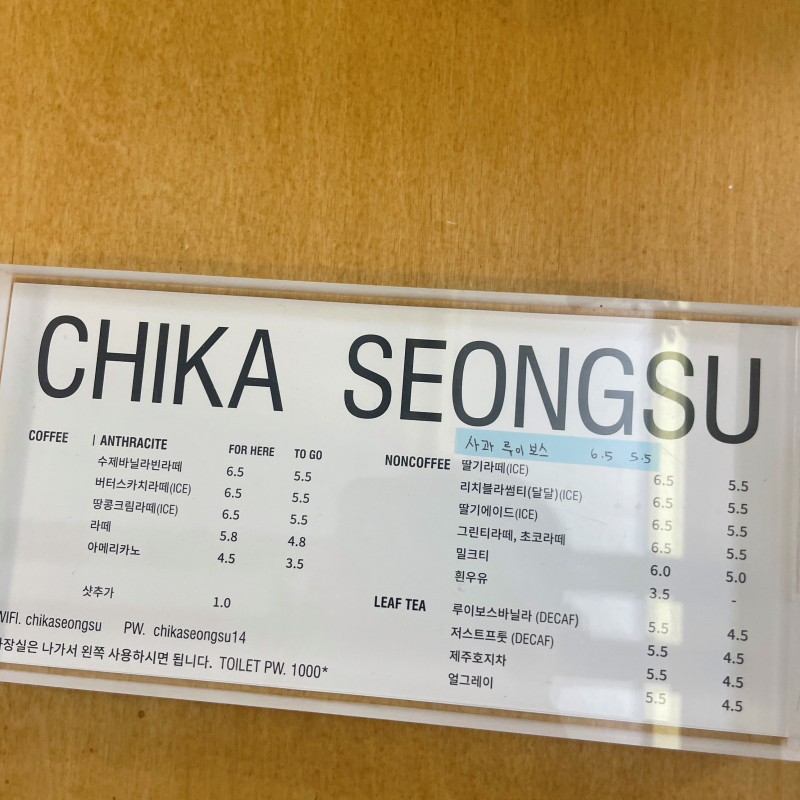 CHIKA SEONGSU
COFFEE | ANTHRACITE FOR HERE TO GO
수제바닐라빈라떼 6.5 5.5
버터스카치라떼(ICE) 6.5 5.5
땅콩크림라떼(ICE) 6.5 5.5
라떼 5.8 4.8
아메리카노 4.5 3.5
샷추가 1.0
WIFI. chikaseongsu PW. chikaseongsu14
화장실은 나가서 왼쪽 사용하시면 됩니다. TOILET PW. 1000*
사과 루이보스 6.5 5.5
NONCOFFEE 딸기라떼(ICE) 6.5 5.5
리치블라썸티(달달)(ICE) 6.5 5.5
딸기에이드(ICE) 6.5 5.5
그린티라떼, 초코라떼 6.5 5.5
밀크티 6.0 5.0
흰우유 3.5 -
LEAF TEA 루이보스바닐라 (DECAF) 5.5 4.5
저스트프룻 (DECAF) 5.5 4.5
제주호지차 5.5 4.5
얼그레이 5.5 4.5